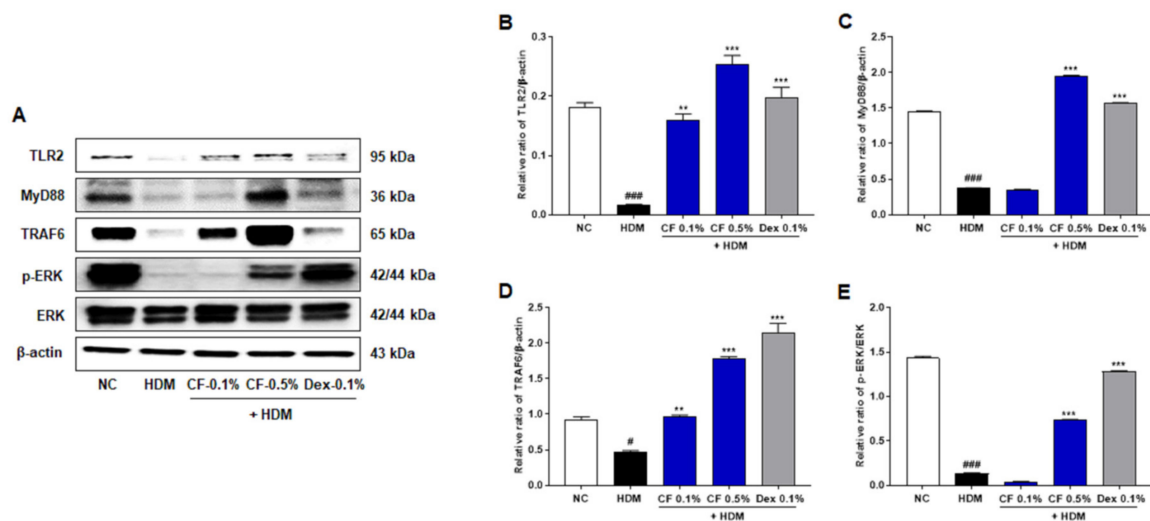 A
TLR2 95 kDa
MyD88 36 kDa
TRAF6 65 kDa
p-ERK 42/44 kDa
ERK 42/44 kDa
β-actin 43 kDa
NC HDM CF-0.1% CF-0.5% Dex-0.1%
+ HDM
B
Relative ratio of TLR2/β-actin
0.3
0.2
0.1
0.0
###
**
***
***
NC HDM CF 0.1% CF 0.5% Dex 0.1%
+ HDM
C
Relative ratio of MyD88/β-actin
2.5
2.0
1.5
1.0
0.5
0.0
###
***
***
NC HDM CF 0.1% CF 0.5% Dex 0.1%
+ HDM
D
Relative ratio of TRAF6/β-actin
2.5
2.0
1.5
1.0
0.5
0.0
#
**
***
***
NC HDM CF 0.1% CF 0.5% Dex 0.1%
+ HDM
E
Relative ratio of p-ERK/ERK
2.0
1.5
1.0
0.5
0.0
###
***
***
NC HDM CF 0.1% CF 0.5% Dex 0.1%
+ HDM